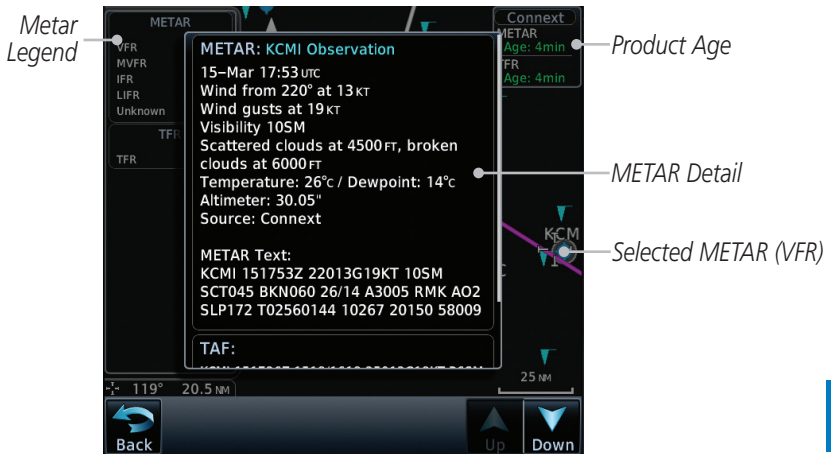 Metar
Legend
METAR
VFR
MVFR
IFR
LIFR
Unknown
TFR
TFR
METAR: KCMI Observation
15-Mar 17:53 UTC
Wind from 220° at 13 KT
Wind gusts at 19 KT
Visibility 10SM
Scattered clouds at 4500 FT, broken
clouds at 6000 FT
Temperature: 26°C / Dewpoint: 14°C
Altimeter: 30.05"
Source: Connext
METAR Text:
KCMI 151753Z 22013G19KT 10SM
SCT045 BKN060 26/14 A3005 RMK AO2
SLP172 T02560144 10267 20150 58009
TAF:
Connext
METAR
Age: 4min
TFR
Age: 4min
Product Age
METAR Detail
KCM
Selected METAR (VFR)
25 NM
119° 20.5 NM
Back
Up
Down